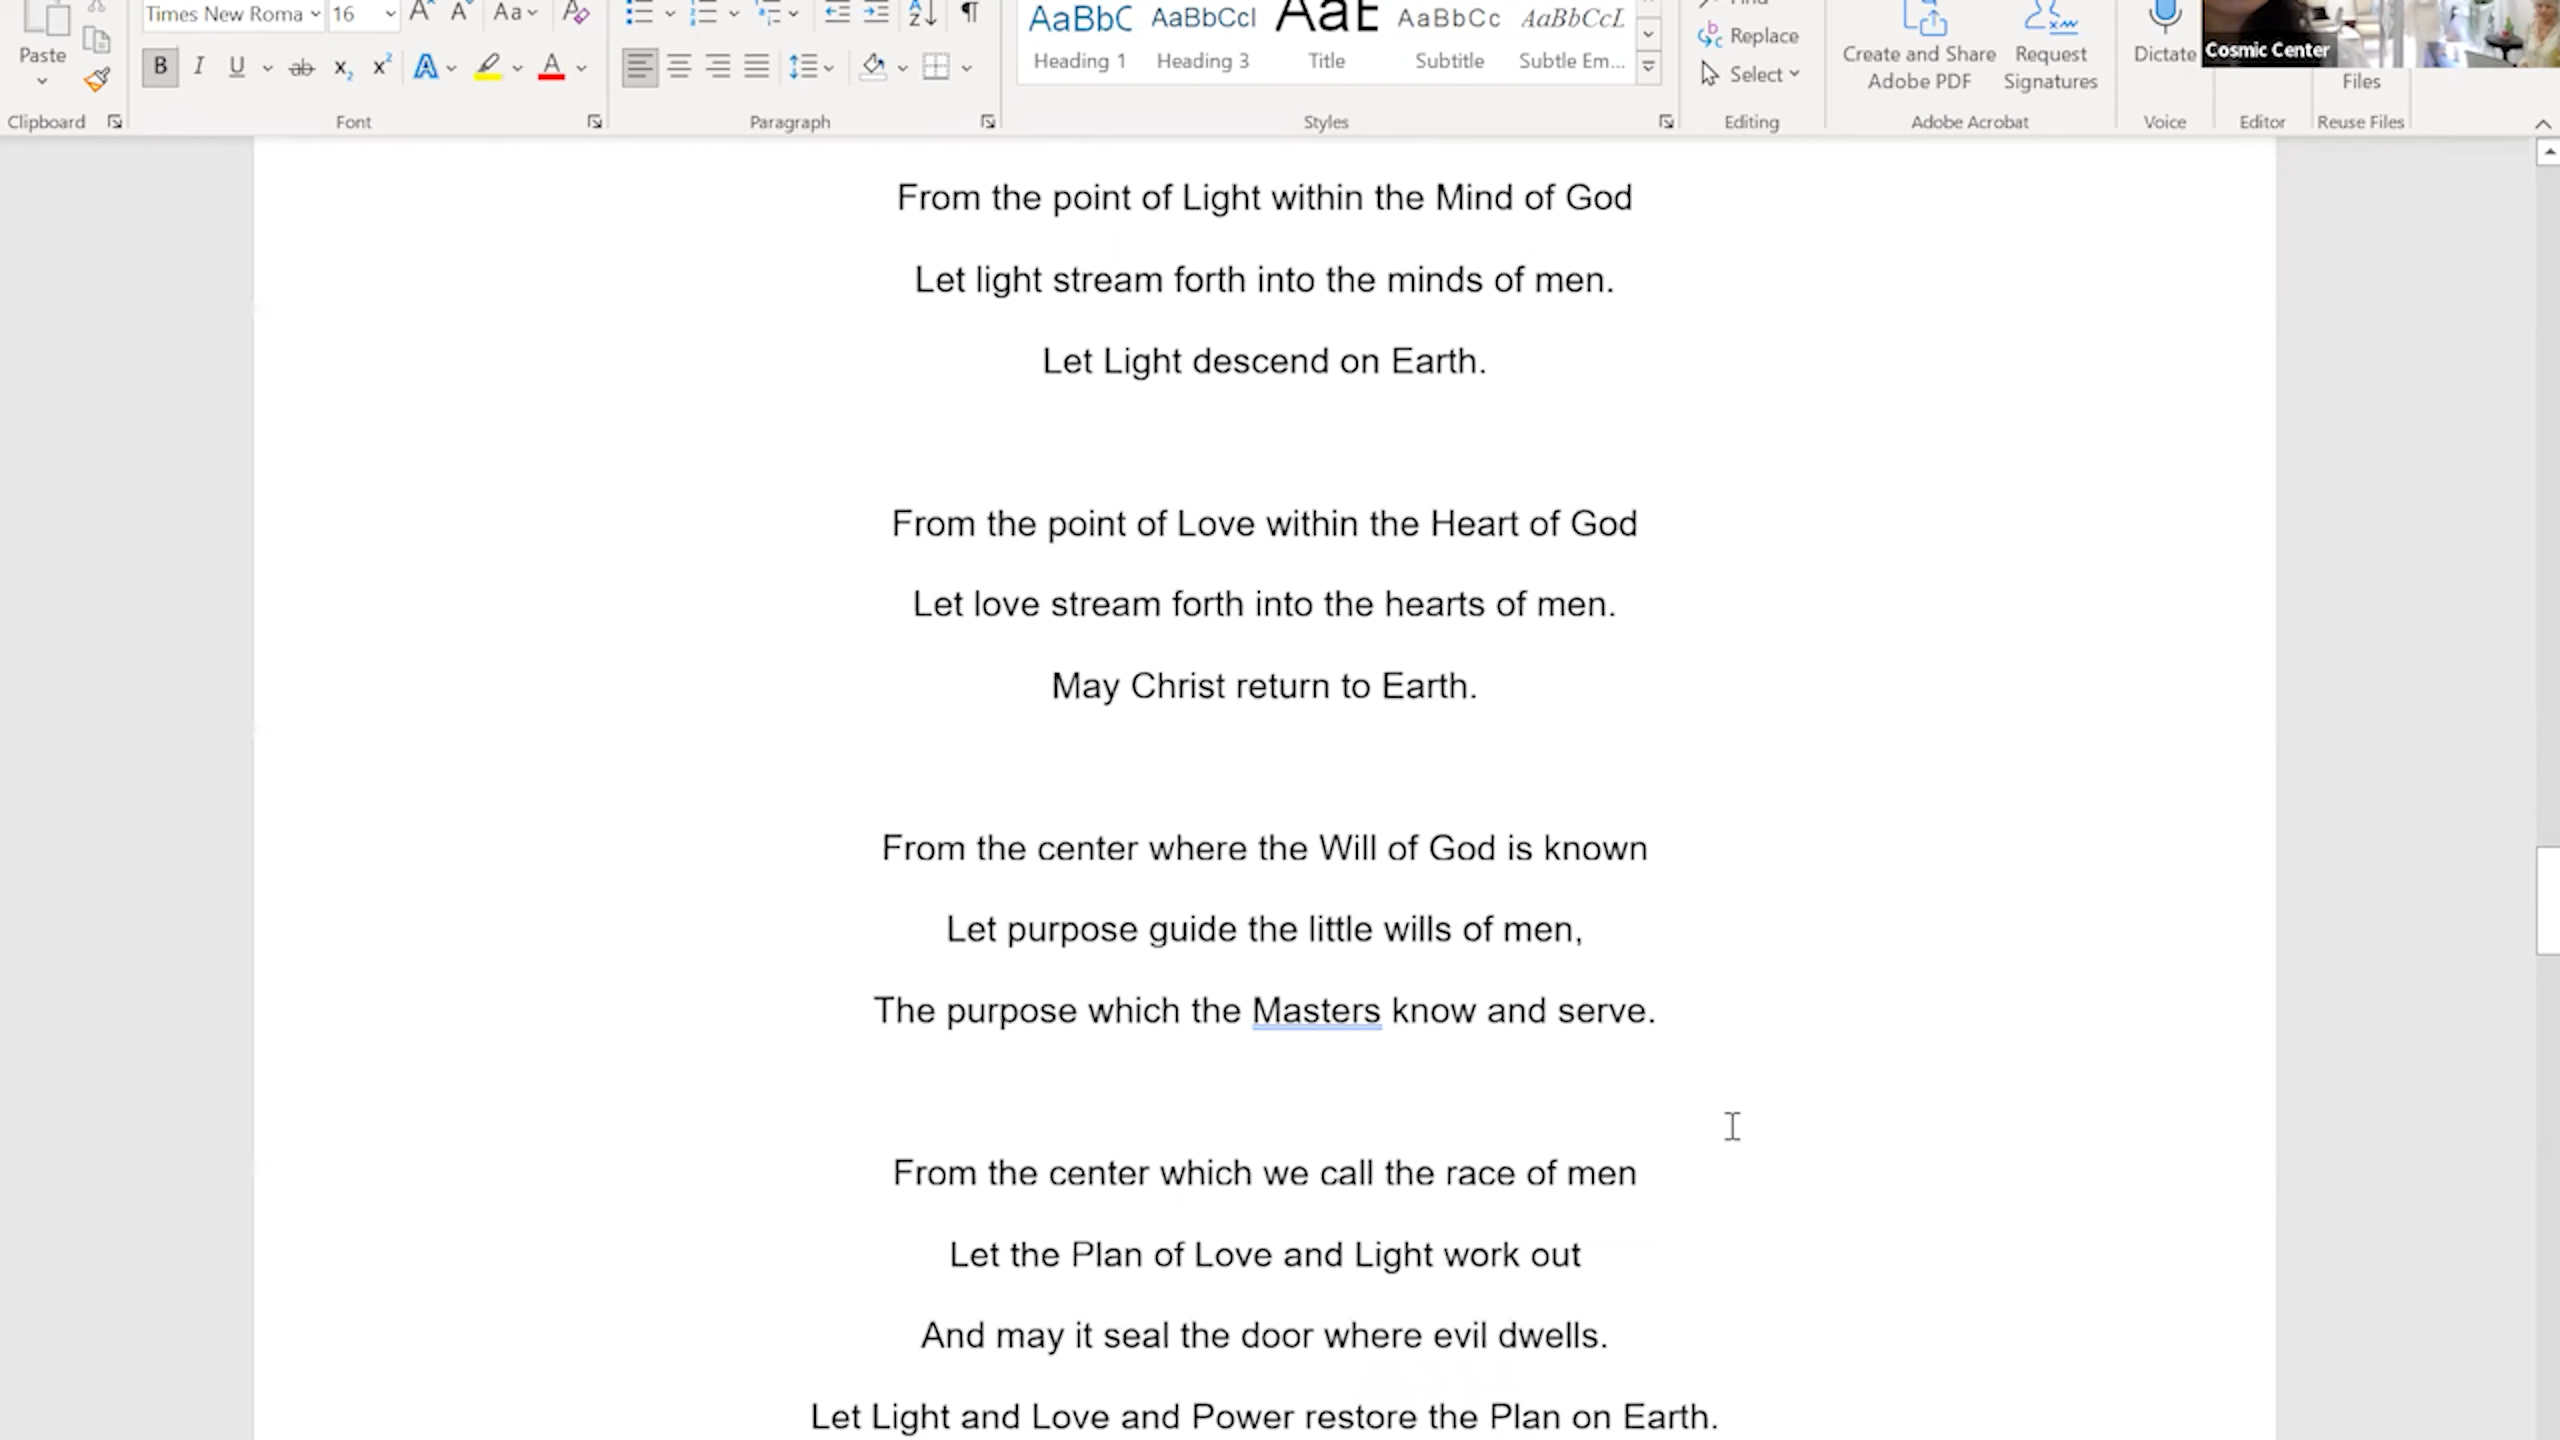 Times New Roma 16 Aa
AaBbC AaBbCcI AaE AaBbCc AaBbCcL
Paste B I U ab x2 x2 A A
Heading 1 Heading 3 Title Subtitle Subtle Em...
Replace
Select
Create and Share
Adobe PDF
Request
Signatures
Dictate
Cosmic Center
Files
Clipboard Font Paragraph Styles Editing Adobe Acrobat Voice Editor Reuse Files
From the point of Light within the Mind of God
Let light stream forth into the minds of men.
Let Light descend on Earth.
From the point of Love within the Heart of God
Let love stream forth into the hearts of men.
May Christ return to Earth.
From the center where the Will of God is known
Let purpose guide the little wills of men,
The purpose which the Masters know and serve.
From the center which we call the race of men
Let the Plan of Love and Light work out
And may it seal the door where evil dwells.
Let Light and Love and Power restore the Plan on Earth.